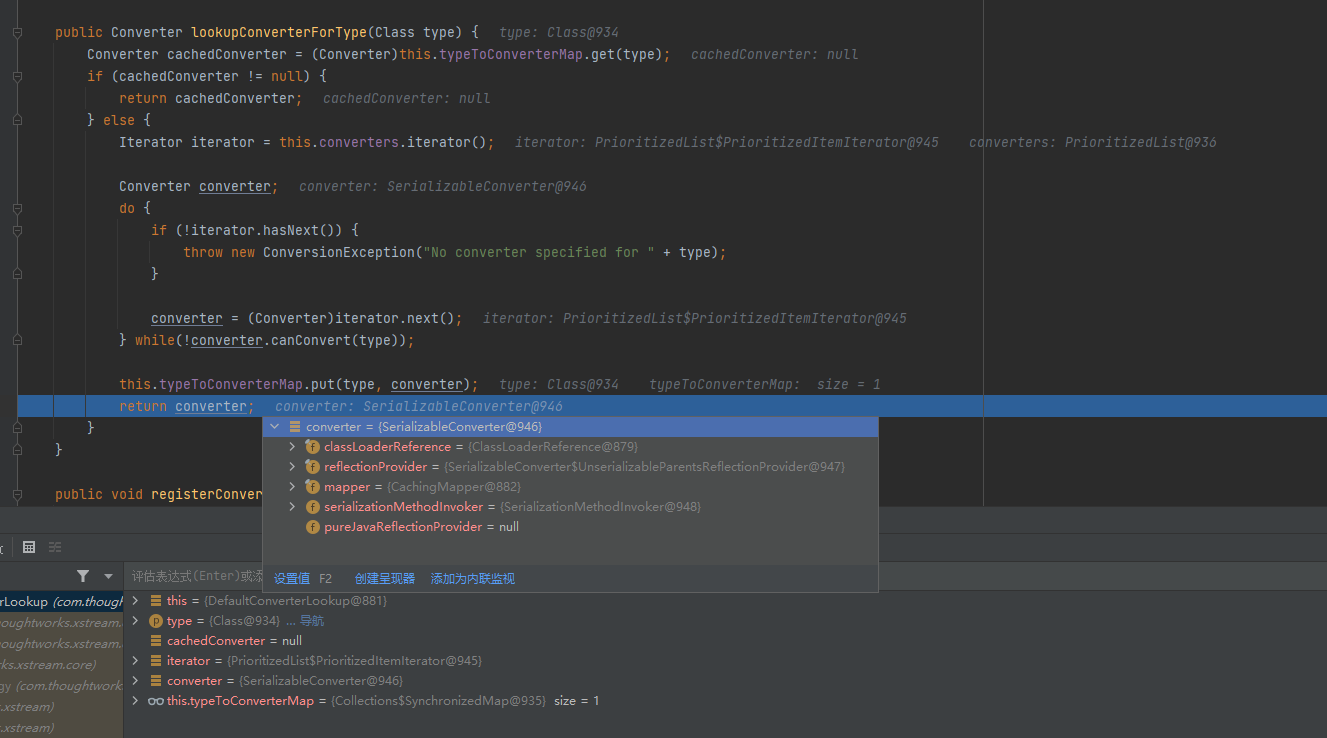 public Converter lookupConverterForType(Class type) { type: Class@934
Converter cachedConverter = (Converter)this.typeToConverterMap.get(type); cachedConverter: null
if (cachedConverter != null) {
return cachedConverter; cachedConverter: null
} else {
Iterator iterator = this.converters.iterator(); iterator: PrioritizedList$PrioritizedItemIterator@945 converters: PrioritizedList@936
Converter converter; converter: SerializableConverter@946
do {
if (!iterator.hasNext()) {
throw new ConversionException("No converter specified for " + type);
}
converter = (Converter)iterator.next(); iterator: PrioritizedList$PrioritizedItemIterator@945
} while(!converter.canConvert(type));
this.typeToConverterMap.put(type, converter); type: Class@934 typeToConverterMap: size = 1
return converter; converter: SerializableConverter@946
}
}
public void registerConver
converter = {SerializableConverter@946}
classLoaderReference = {ClassLoaderReference@879}
reflectionProvider = {SerializableConverter$UnserializableParentsReflectionProvider@947}
mapper = {CachingMapper@882}
serializationMethodInvoker = {SerializationMethodInvoker@948}
pureJavaReflectionProvider = null
设置值 F2 创建呈现器 添加为内联监视
评估表达式(Enter)或添
rLookup (com.though
oughtworks.xstream.
oughtworks.xstream.
ks.xstream.core)
gy (com.thoughtwork
.xstream)
.xstream)
this = {DefaultConverterLookup@881}
type = {Class@934} ... 导航
cachedConverter = null
iterator = {PrioritizedList$PrioritizedItemIterator@945}
converter = {SerializableConverter@946}
this.typeToConverterMap = {Collections$SynchronizedMap@935} size = 1